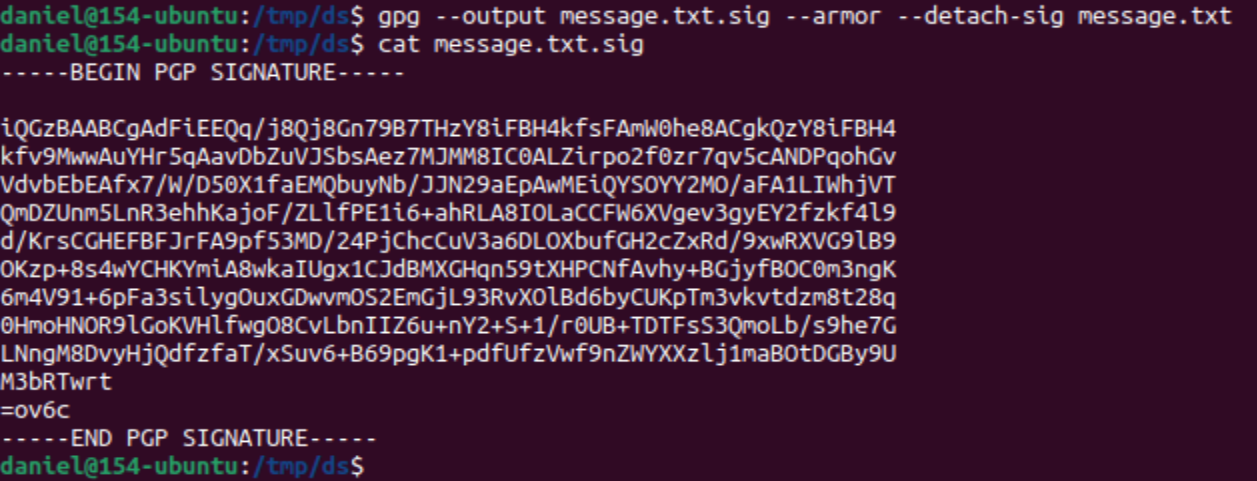 daniel@154-ubuntu:/tmp/ds$ gpg --output message.txt.sig --armor --detach-sig message.txt
daniel@154-ubuntu:/tmp/ds$ cat message.txt.sig
-----BEGIN PGP SIGNATURE-----

iQGzBAABCgAdFiEEQq/j8Qj8Gn79B7THzY8iFBH4kfsFAmW0he8ACgkQzY8iFBH4
kfv9MwwAuYHr5qAavDbZuVJSbsAez7MJMM8IC0ALZirpo2f0zr7qv5cANDPqohGv
VdvbEbEAfx7/W/D50X1faEMQbuyNb/JJN29aEpAwMEiQYSOYY2MO/aFA1LIWhjVT
QmDZUnm5LnR3ehhKajoF/ZLlfPE1i6+ahRLA8IOLaCCFW6XVgev3gyEY2fzkf4l9
d/KrsCGHEFBFJrFA9pf53MD/24PjChcCuV3a6DLOXbufGH2cZxRd/9xwRXVG9lB9
OKzp+8s4wYCHKYmiA8wkaIUgx1CJdBMXGHqn59tXHPCNfAvhy+BGjyfBOC0m3ngK
6m4V91+6pFa3silygOuxGDwvmOS2EmGjL93RvXOlBd6byCUKpTm3vkvtdzm8t28q
0HmoHNOR9lGoKVHlfwgO8CvLbnIIZ6u+nY2+S+1/r0UB+TDTFsS3QmoLb/s9he7G
LNngM8DvyHjQdfzfaT/xSuv6+B69pgK1+pdfUfzVwf9nZWYXXzlj1maBOtDGBy9U
M3bRTwrt
=ov6c
-----END PGP SIGNATURE-----
daniel@154-ubuntu:/tmp/ds$